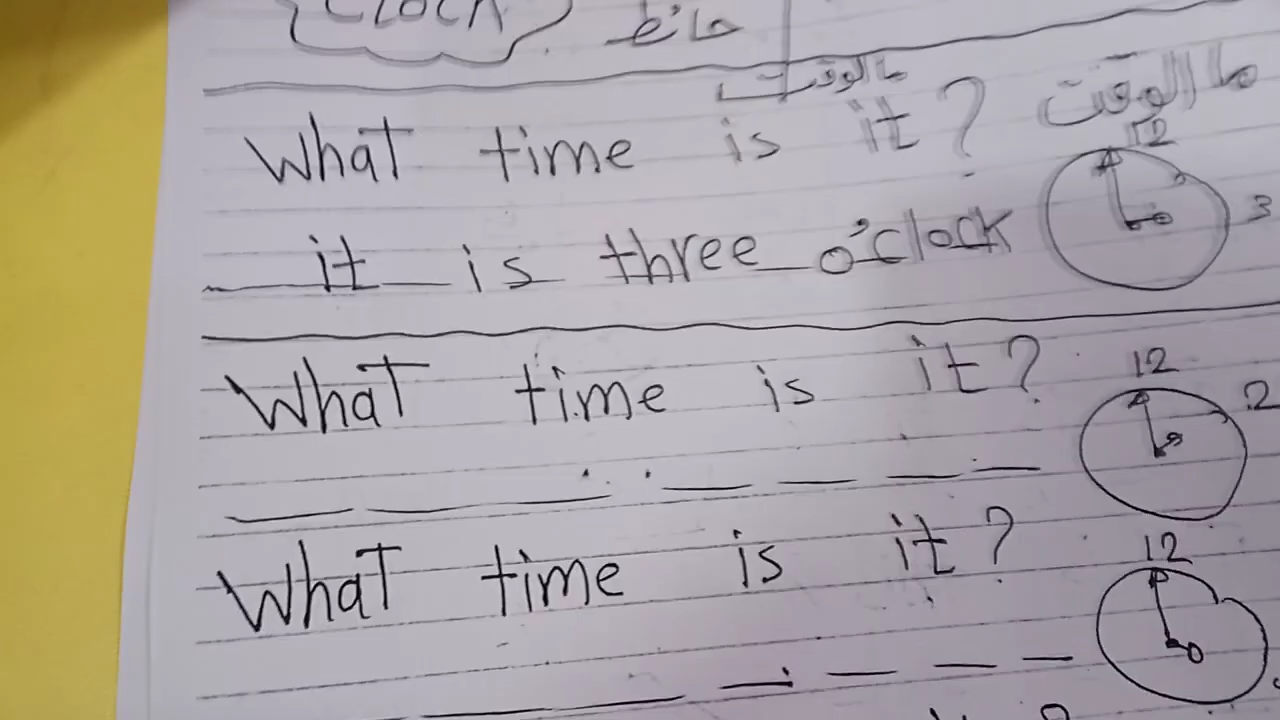 CLOCK حائط
ما الوقت
What time is it? ما الوقت
12
it is three o'clock 3
What time is it? 12
2
What time is it? 12